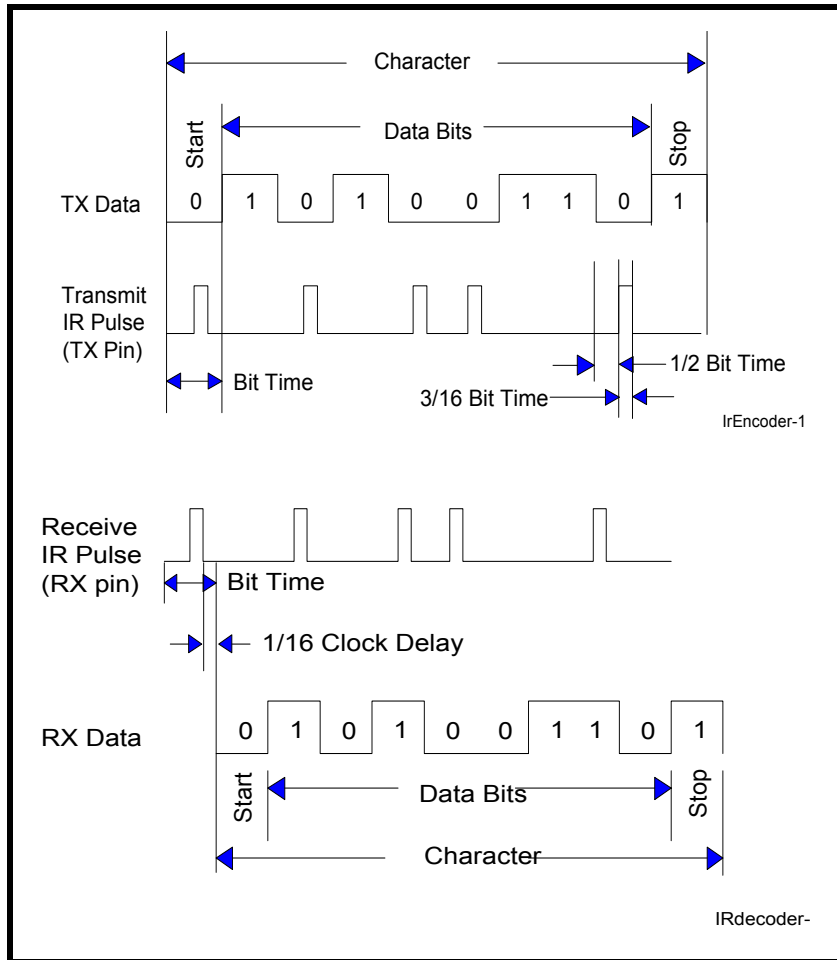 Character
Start
Data Bits
Stop
TX Data
0 1 0 1 0 0 1 1 0 1
Transmit
IR Pulse
(TX Pin)
Bit Time
1/2 Bit Time
3/16 Bit Time
IrEncoder-1
Receive
IR Pulse
(RX pin)
Bit Time
1/16 Clock Delay
RX Data
0 1 0 1 0 0 1 1 0 1
Start
Data Bits
Stop
Character
IRdecoder-